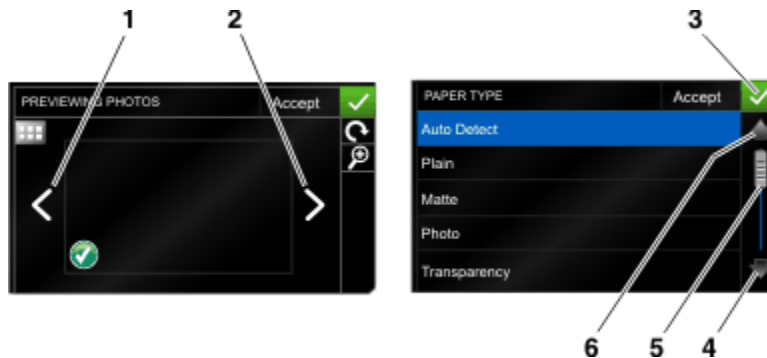 1 2
PREVIEWING PHOTOS Accept
3
PAPER TYPE Accept
Auto Detect
Plain
Matte
Photo
Transparency
6 5 4